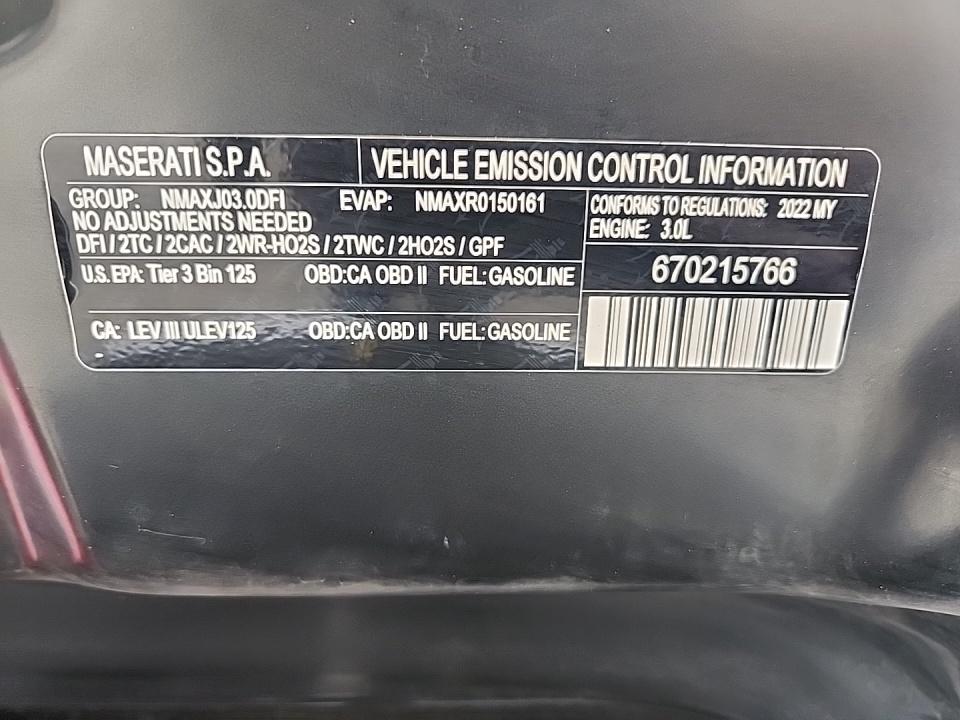 MASERATI S.P.A.
VEHICLE EMISSION CONTROL INFORMATION
GROUP: NMAXJ03.0DFI EVAP: NMAXR0150161
NO ADJUSTMENTS NEEDED
DFI / 2TC / 2CAC / 2WR-HO2S / 2TWC / 2HO2S / GPF
CONFORMS TO REGULATIONS: 2022 MY
ENGINE: 3.0L
U.S. EPA: Tier 3 Bin 125 OBD:CA OBD II FUEL: GASOLINE
670215766
CA: LEV III ULEV125 OBD:CA OBD II FUEL: GASOLINE